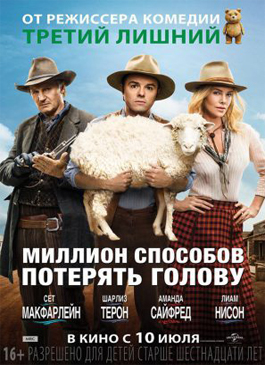 ОТ РЕЖИССЕРА КОМЕДИИ
ТРЕТИЙ ЛИШНИЙ
МИЛЛИОН СПОСОБОВ
ПОТЕРЯТЬ ГОЛОВУ
СЕТ МАКФАРЛЕЙН
ШАРЛИЗ ТЕРОН
АМАНДА САЙФРЕД
ЛИАМ НИСОН
В КИНО С 10 ИЮЛЯ
16+ РАЗРЕШЕНО ДЛЯ ДЕТЕЙ СТАРШЕ ШЕСТНАДЦАТИ ЛЕТ